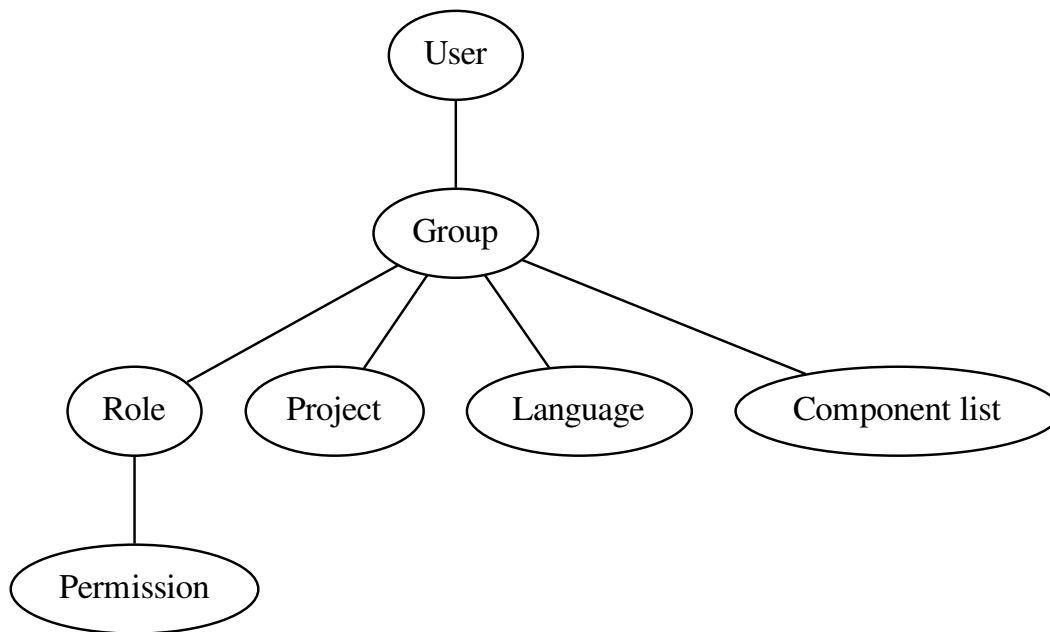 User
Group
Role
Project
Language
Component list
Permission